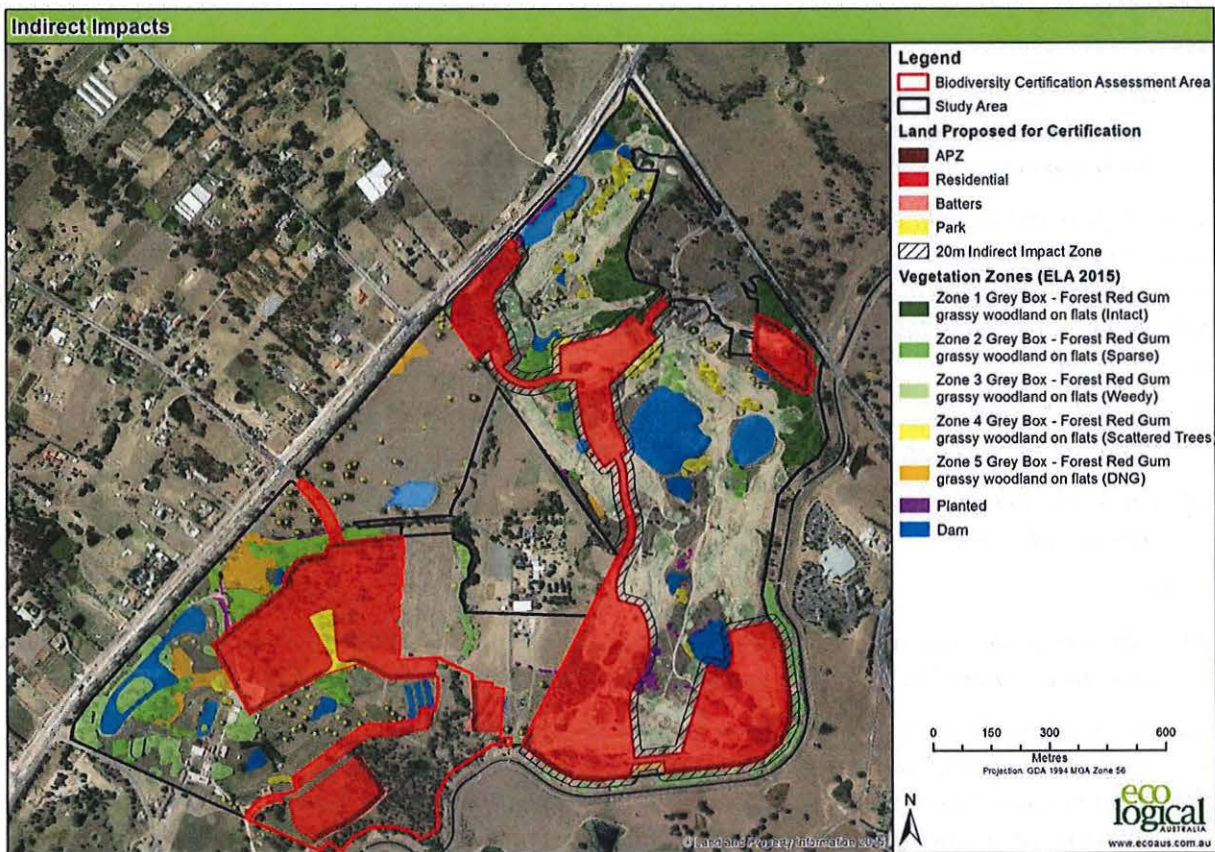 Indirect Impacts
Legend
Biodiversity Certification Assessment Area
Study Area
Land Proposed for Certification
APZ
Residential
Batters
Park
20m Indirect Impact Zone
Vegetation Zones (ELA 2015)
Zone 1 Grey Box - Forest Red Gum
grassy woodland on flats (Intact)
Zone 2 Grey Box - Forest Red Gum
grassy woodland on flats (Sparse)
Zone 3 Grey Box - Forest Red Gum
grassy woodland on flats (Weedy)
Zone 4 Grey Box - Forest Red Gum
grassy woodland on flats (Scattered Trees)
Zone 5 Grey Box - Forest Red Gum
grassy woodland on flats (DNG)
Planted
Dam
0 150 300 600
Metres
Projection: GDA 1994 MGA Zone 56
N
eco
logical
AUSTRALIA
www.ecoaus.com.au
© Land and Property Information 2015